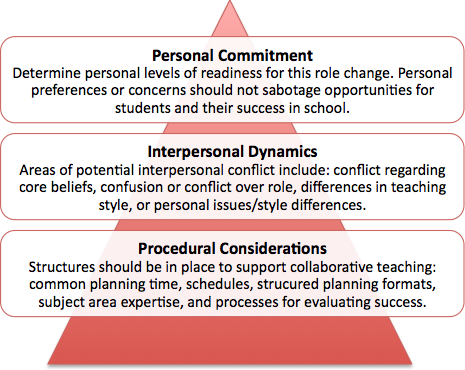 Personal Commitment
Determine personal levels of readiness for this role change. Personal
preferences or concerns should not sabotage opportunities for
students and their success in school.
Interpersonal Dynamics
Areas of potential interpersonal conflict include: conflict regarding
core beliefs, confusion or conflict over role, differences in teaching
style, or personal issues/style differences.
Procedural Considerations
Structures should be in place to support collaborative teaching:
common planning time, schedules, strucured planning formats,
subject area expertise, and processes for evaluating success.